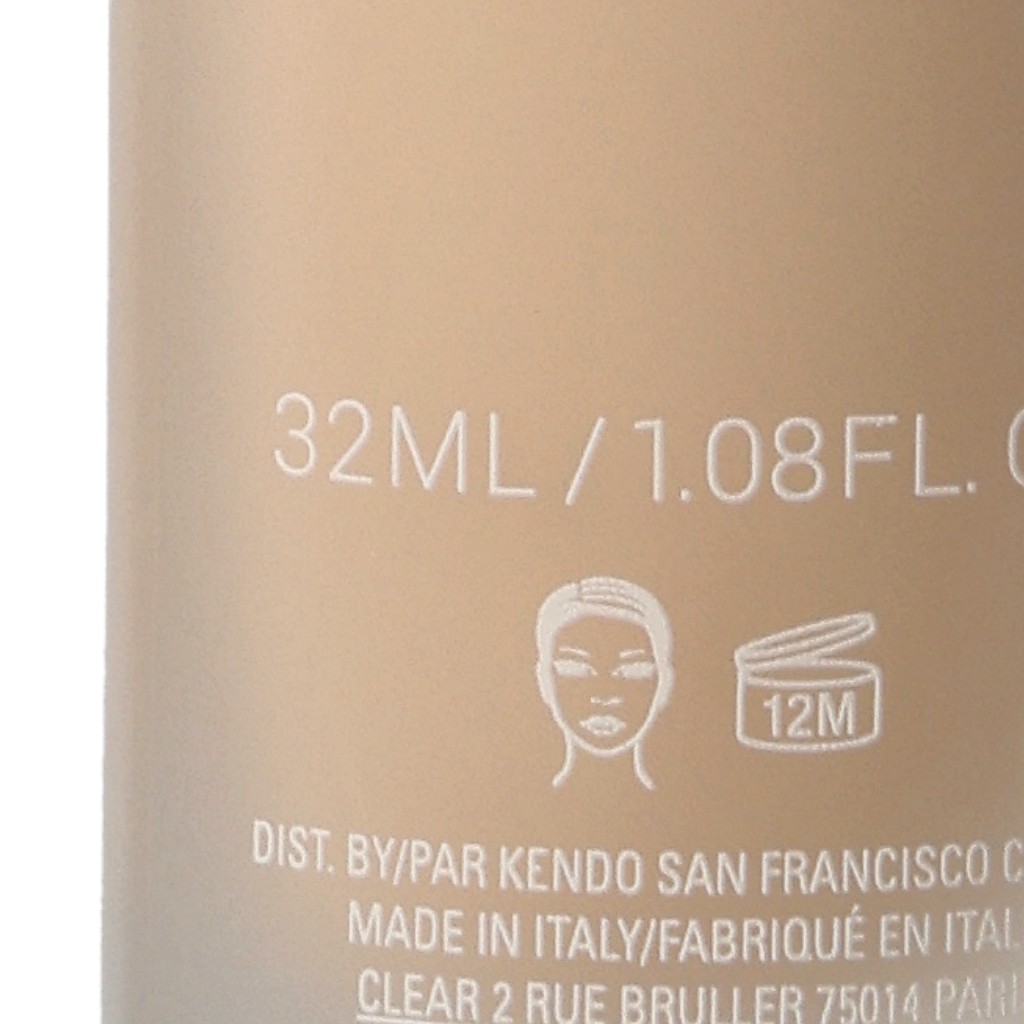 32ML / 1.08FL.
12M
DIST. BY/PAR KENDO SAN FRANCISCO
MADE IN ITALY/FABRIQUÉ EN
CLEAR 2 RUE BRULLER 75014